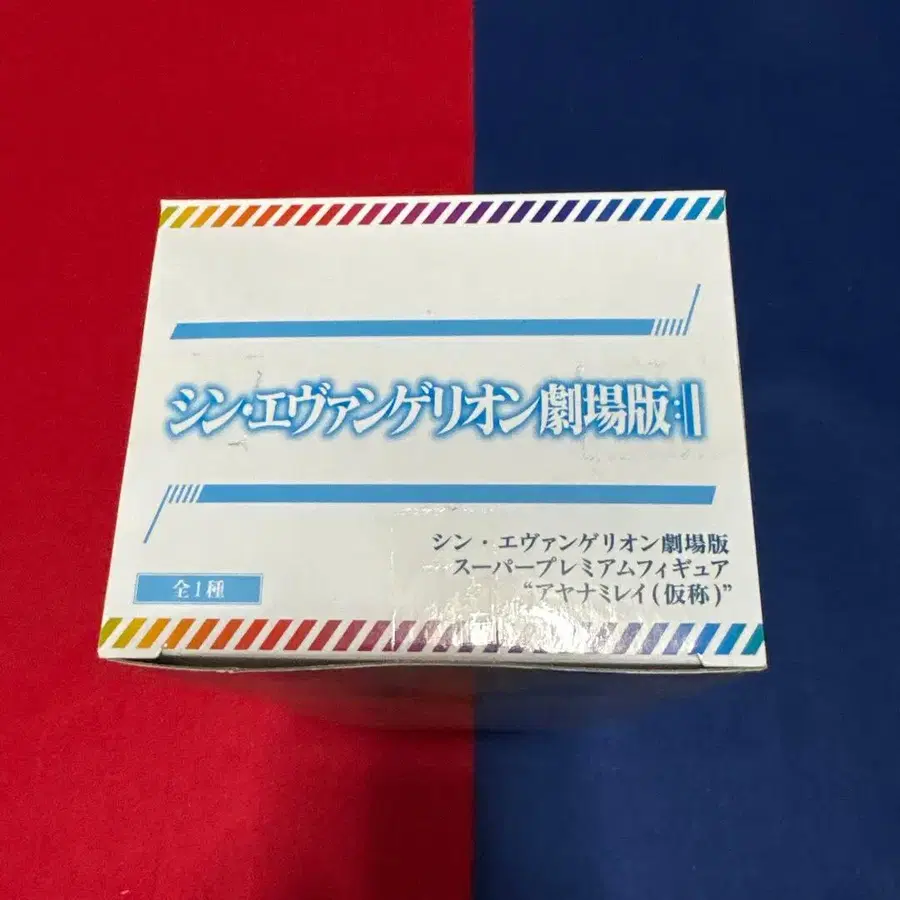 シン・エヴァンゲリオン劇場版:||
シン・エヴァンゲリオン劇場版
スーパープレミアムフィギュア
“アヤナミレイ(仮称)”
全1種